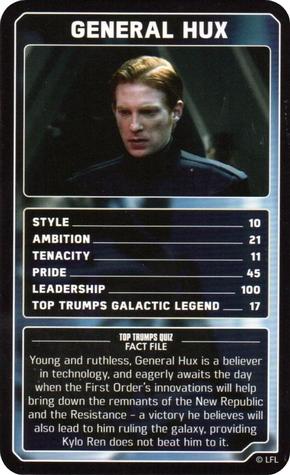 GENERAL HUX
STYLE 10
AMBITION 21
TENACITY 11
PRIDE 45
LEADERSHIP 100
TOP TRUMPS GALACTIC LEGEND 17
TOP TRUMPS QUIZ
FACT FILE
Young and ruthless, General Hux is a believer
in technology, and eagerly awaits the day
when the First Order's innovations will help
bring down the remnants of the New Republic
and the Resistance – a victory he believes will
also lead to him ruling the galaxy, providing
Kylo Ren does not beat him to it.
© LFL